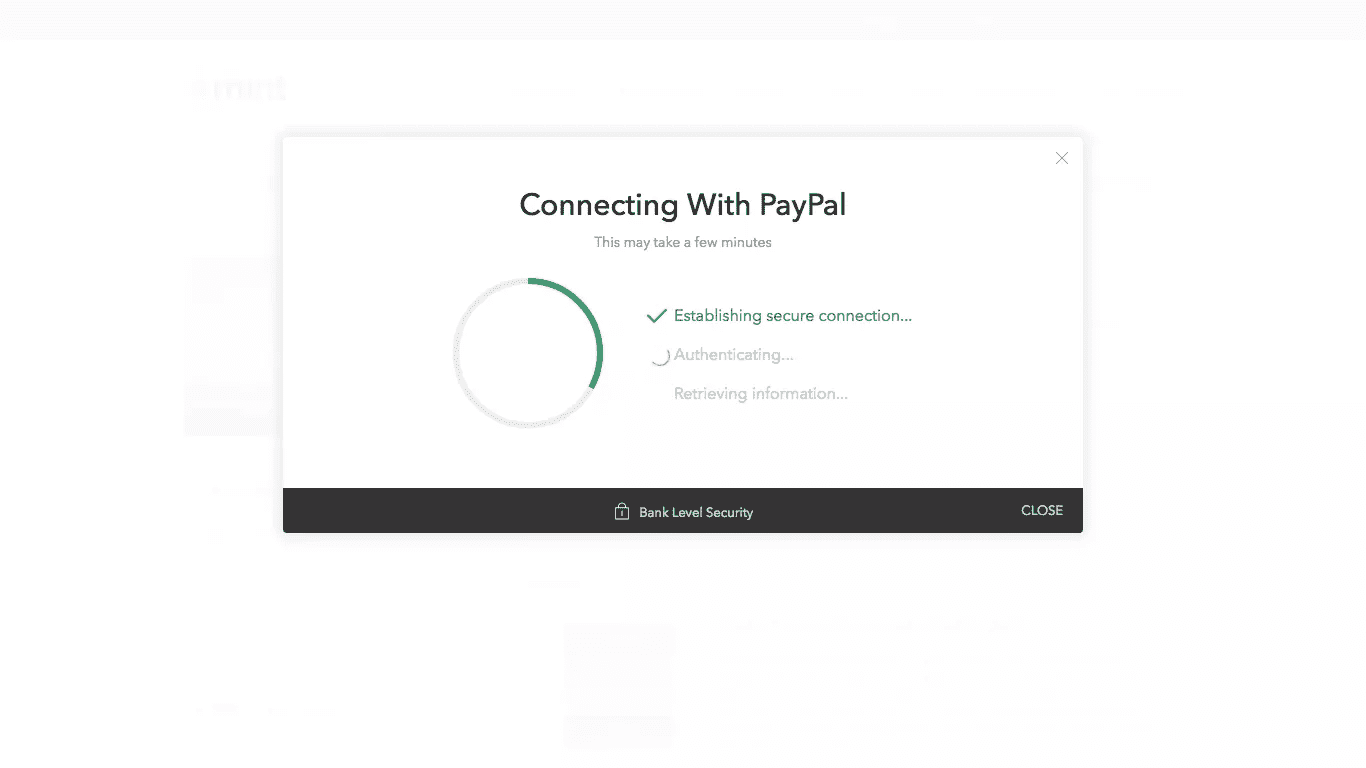 mint
Connecting With PayPal
This may take a few minutes
Establishing secure connection...
Authenticating...
Retrieving information...
Bank Level Security
CLOSE